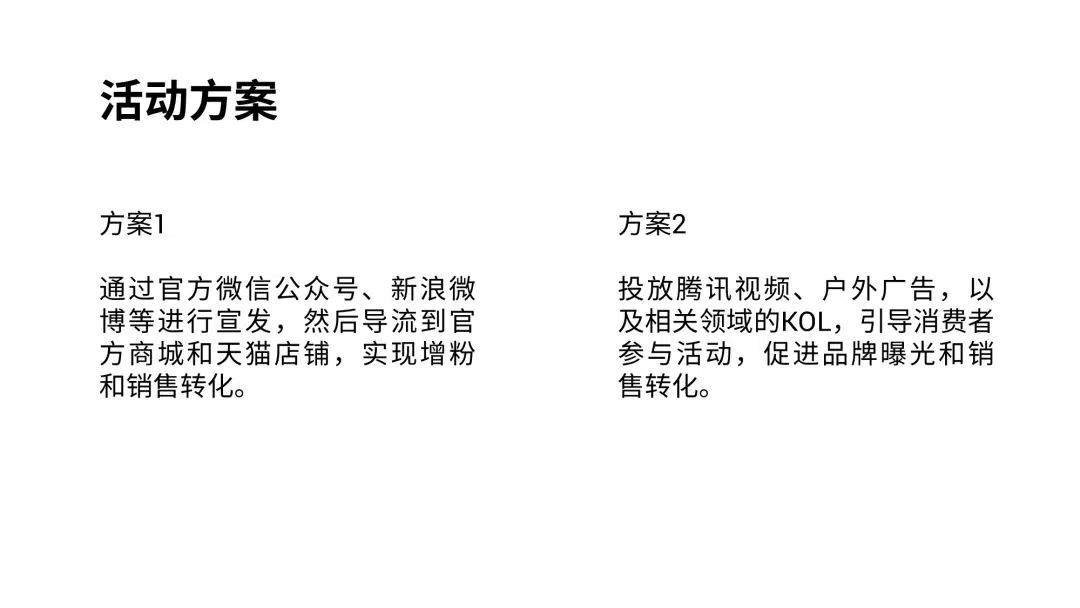 活动方案
方案1
通过官方微信公众号、新浪微
博等进行宣发，然后导流到官
方商城和天猫店铺，实现增粉
和销售转化。
方案2
投放腾讯视频、户外广告，以
及相关领域的KOL，引导消费者
参与活动，促进品牌曝光和销
售转化。